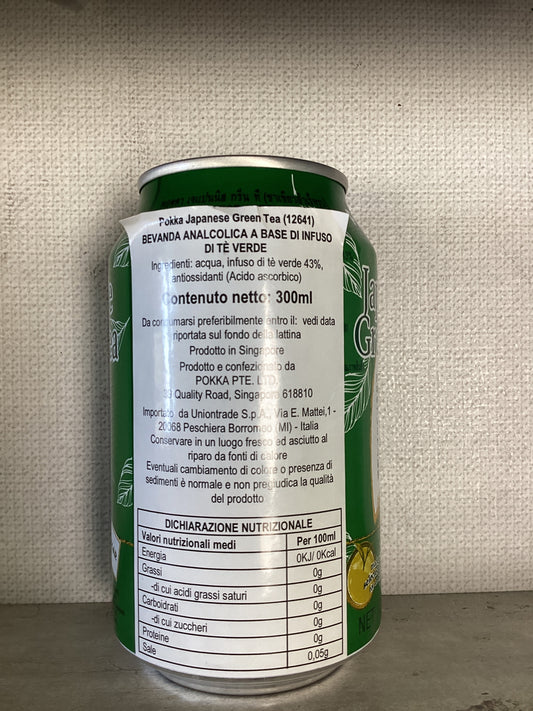 Pokka Japanese Green Tea (12641)
BEVANDA ANALCOLICA A BASE DI INFUSO
DI TÈ VERDE
Ingredienti: acqua, infuso di tè verde 43%,
antiossidanti (Acido ascorbico)
Contenuto netto: 300ml
Da consumarsi preferibilmente entro il: vedi data
riportata sul fondo della lattina
Prodotto in Singapore
Prodotto e confezionato da
POKKA PTE. LTD.
39 Quality Road, Singapore 618810
Importato da Uniontrade S.p.A., Via E. Mattei,1 -
20068 Peschiera Borromeo (MI) - Italia
Conservare in un luogo fresco ed asciutto al
riparo da fonti di calore
Eventuali cambiamento di colore o presenza di
sedimenti è normale e non pregiudica la qualità
del prodotto
DICHIARAZIONE NUTRIZIONALE
Valori nutrizionali medi Per 100ml
Energia 0KJ/ 0Kcal
Grassi 0g
-di cui acidi grassi saturi 0g
Carboidrati 0g
-di cui zuccheri 0g
Proteine 0g
Sale 0,05g
Ja
G
NET